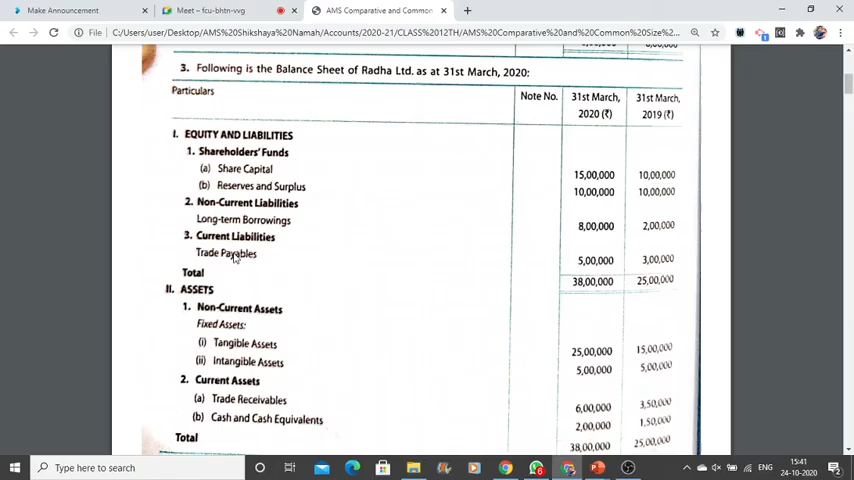 Make Announcement
Meet – fcu-bhtn-vvg
AMS Comparative and Common
File | C:/Users/user/Desktop/AMS%20Shikshaya%20Namah/Accounts/2020-21/CLASS%2012TH/AMS%20Comparative%20and%20Common%20Size%...
3. Following is the Balance Sheet of Radha Ltd. as at 31st March, 2020:
Particulars Note No. 31st March, 2020 (₹) 31st March, 2019 (₹)
I. EQUITY AND LIABILITIES
1. Shareholders' Funds
(a) Share Capital 15,00,000 10,00,000
(b) Reserves and Surplus 10,00,000 10,00,000
2. Non-Current Liabilities
Long-term Borrowings 8,00,000 2,00,000
3. Current Liabilities
Trade Payables 5,00,000 3,00,000
Total 38,00,000 25,00,000
II. ASSETS
1. Non-Current Assets
Fixed Assets:
(i) Tangible Assets 25,00,000 15,00,000
(ii) Intangible Assets 5,00,000 5,00,000
2. Current Assets
(a) Trade Receivables 6,00,000 3,50,000
(b) Cash and Cash Equivalents 2,00,000 1,50,000
Total 38,00,000 25,00,000
Type here to search
ENG
15:41
24-10-2020